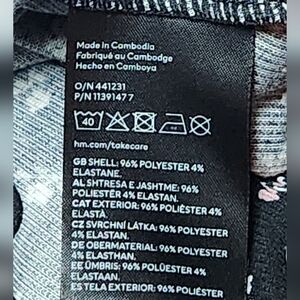 Made in Cambodia
Fabriqué au Cambodge
Hecho en Camboya
O/N 441231
P/N 11391477
40
hm.com/takecare
GB SHELL: 96% POLYESTER 4%
ELASTANE.
AL SHTRESA E JASHTME: 96%
POLIESTËR 4% ELASTAN.
CAT EXTERIOR: 96% POLIÈSTER 4%
ELASTÀ.
CZ SVRCHNÍ LÁTKA: 96% POLYESTER
4% ELASTAN.
DE OBERMATERIAL: 96% POLYESTER
4% ELASTHAN.
EE ÜMBRIS: 96% POLÜESTER 4%
ELASTAAN.
ES TELA EXTERIOR: 96% POLIÉSTER